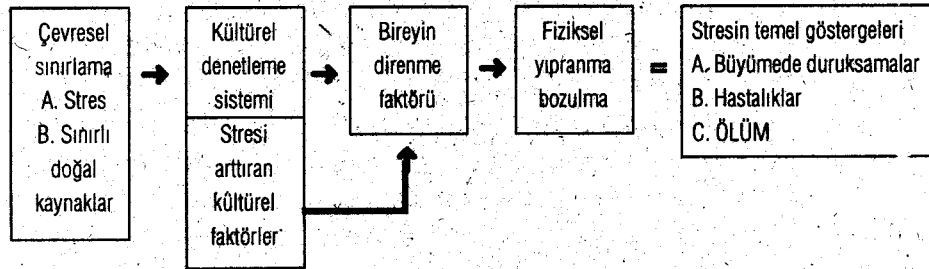 Çevresel
sınırlama
A. Stres
B. Sınırlı
doğal
kaynaklar
Kültürel
denetleme
sistemi
Stresi
arttıran
kültürel
faktörler
Bireyin
direnme
faktörü
Fiziksel
yıpranma
bozulma
=
Stresin temel göstergeleri
A. Büyümede duruksamalar
B. Hastalıklar
C. ÖLÜM